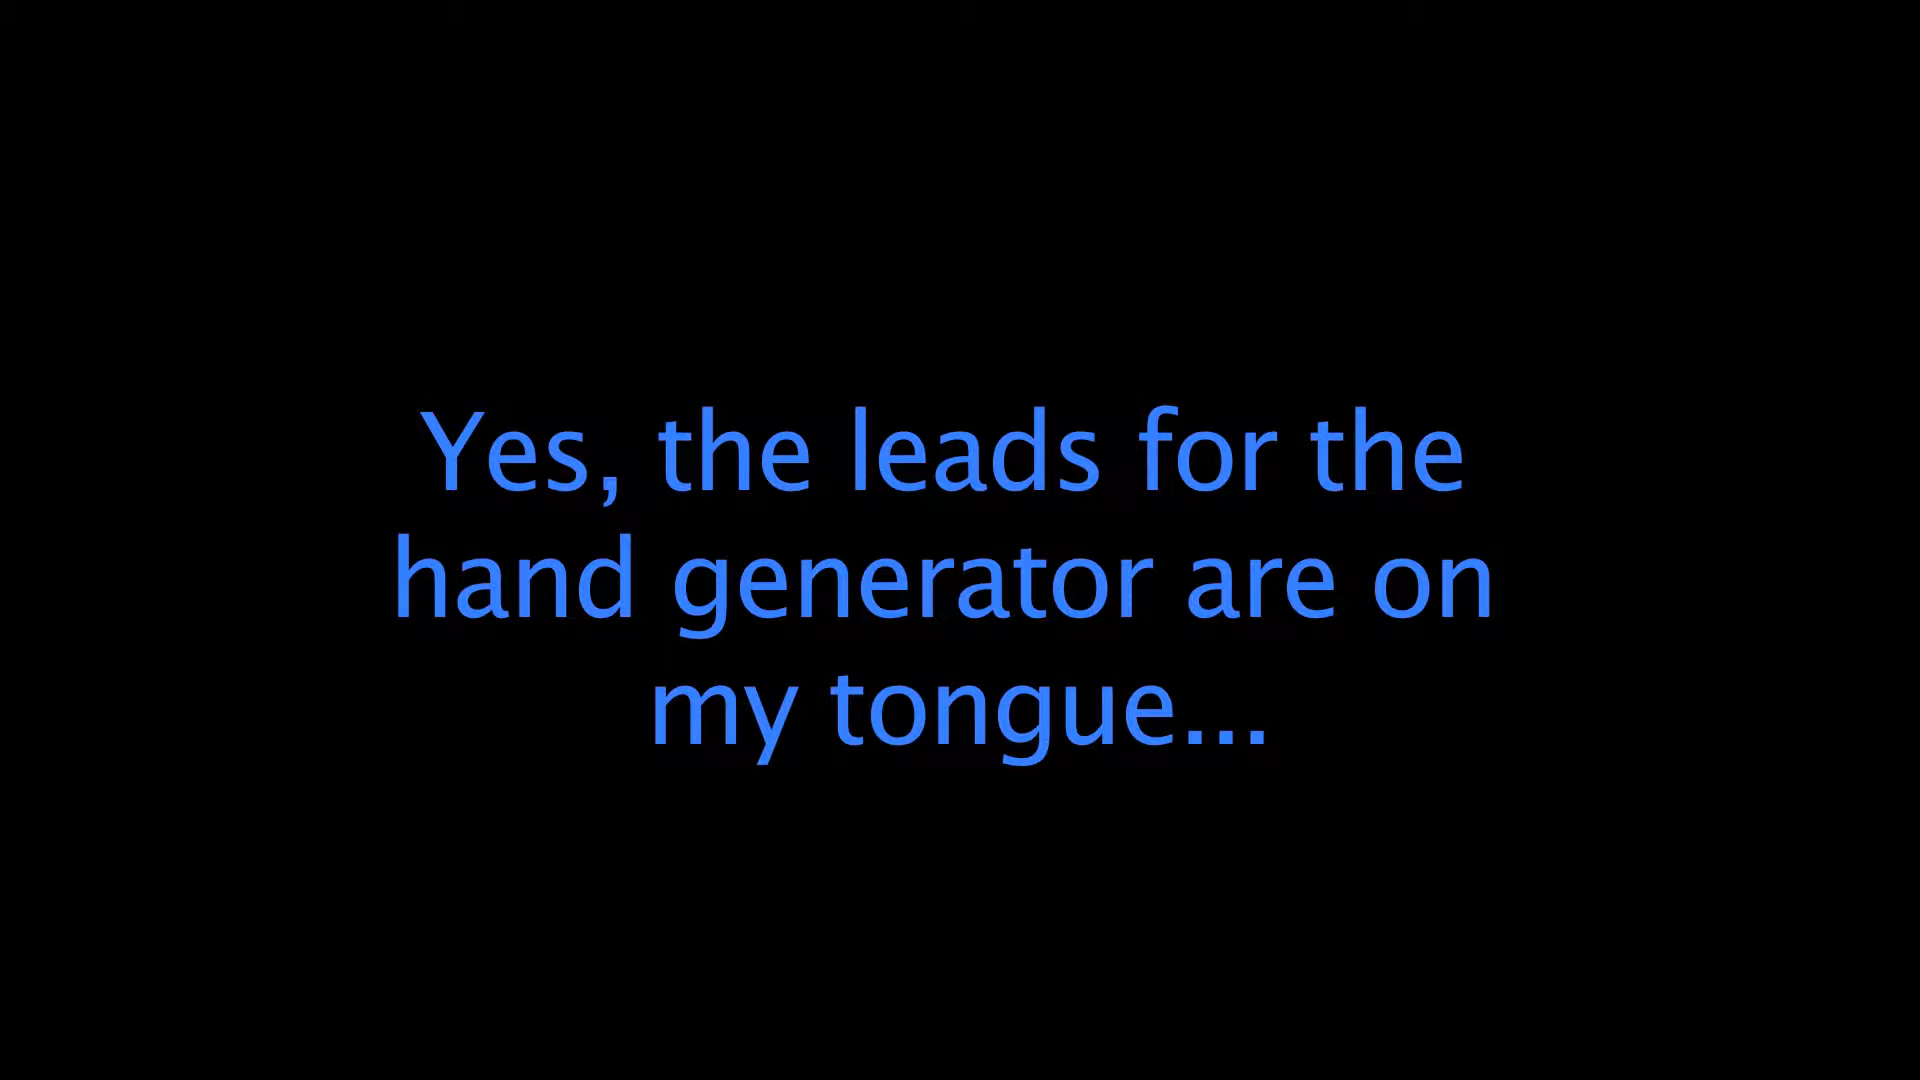 Yes, the leads for the
hand generator are on
my tongue...